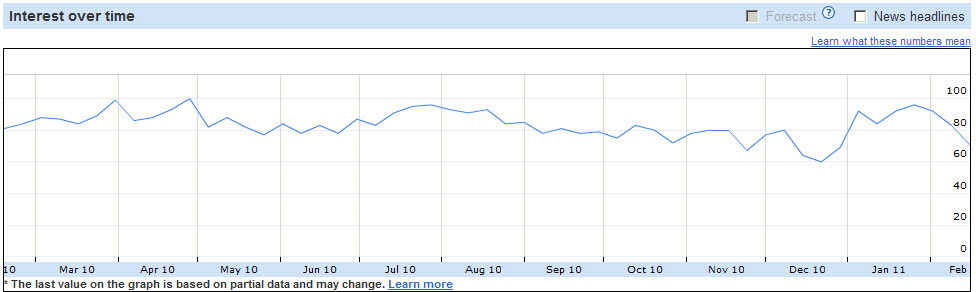 Interest over time
Forecast ? News headlines
Learn what these numbers mean
100
80
60
40
20
0
10 Mar 10 Apr 10 May 10 Jun 10 Jul 10 Aug 10 Sep 10 Oct 10 Nov 10 Dec 10 Jan 11 Feb
* The last value on the graph is based on partial data and may change. Learn more